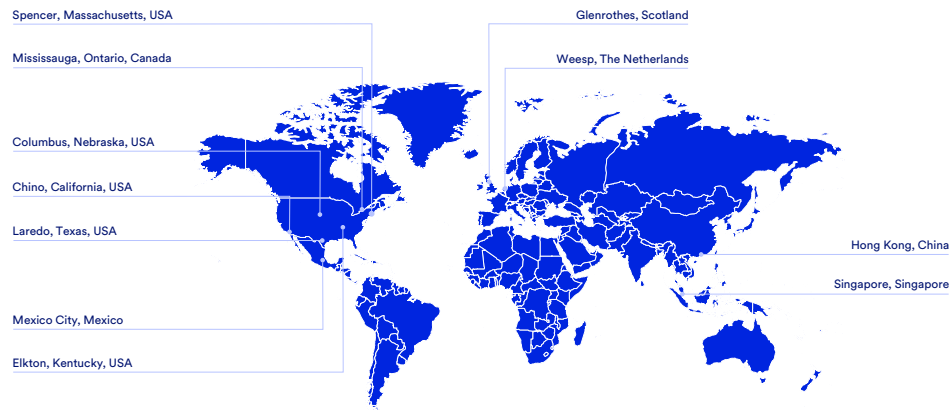 Spencer, Massachusetts, USA
Glenrothes, Scotland
Mississauga, Ontario, Canada
Weesp, The Netherlands
Columbus, Nebraska, USA
Chino, California, USA
Laredo, Texas, USA
Hong Kong, China
Singapore, Singapore
Mexico City, Mexico
Elkton, Kentucky, USA